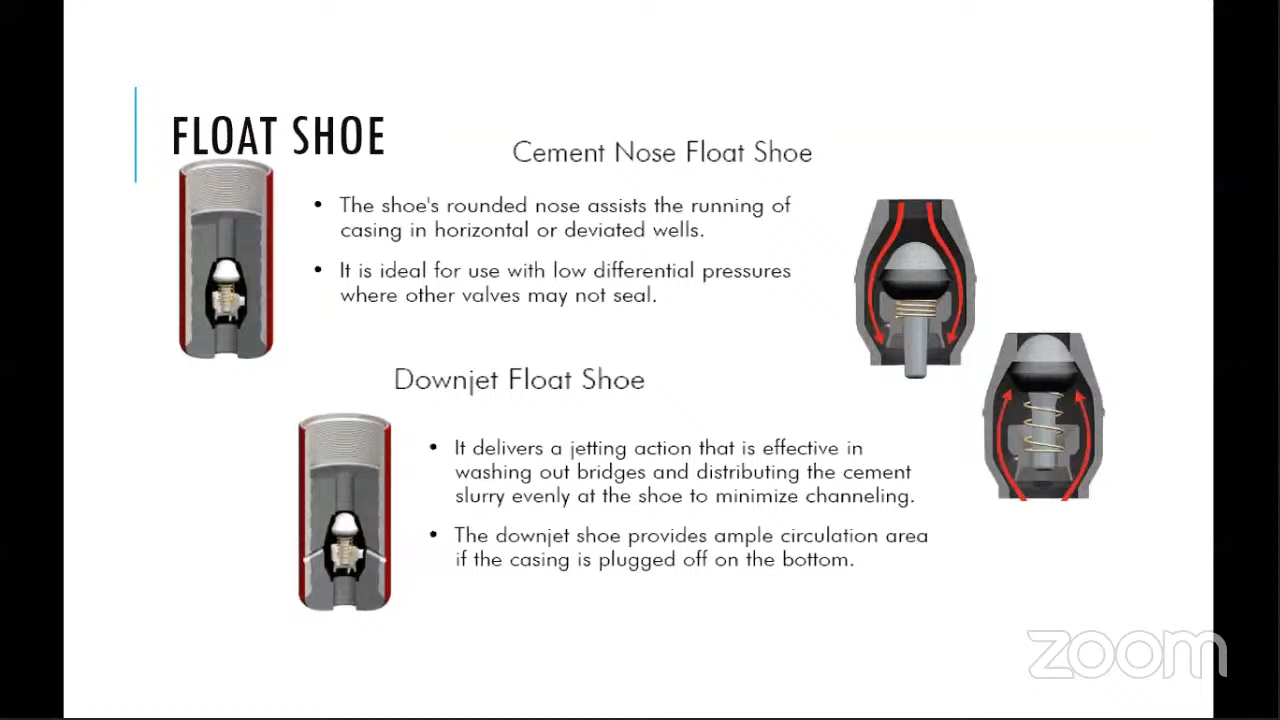 FLOAT SHOE
Cement Nose Float Shoe
• The shoe's rounded nose assists the running of
casing in horizontal or deviated wells.
• It is ideal for use with low differential pressures
where other valves may not seal.
Downjet Float Shoe
• It delivers a jetting action that is effective in
washing out bridges and distributing the cement
slurry evenly at the shoe to minimize channeling.
• The downjet shoe provides ample circulation area
if the casing is plugged off on the bottom.
zoom